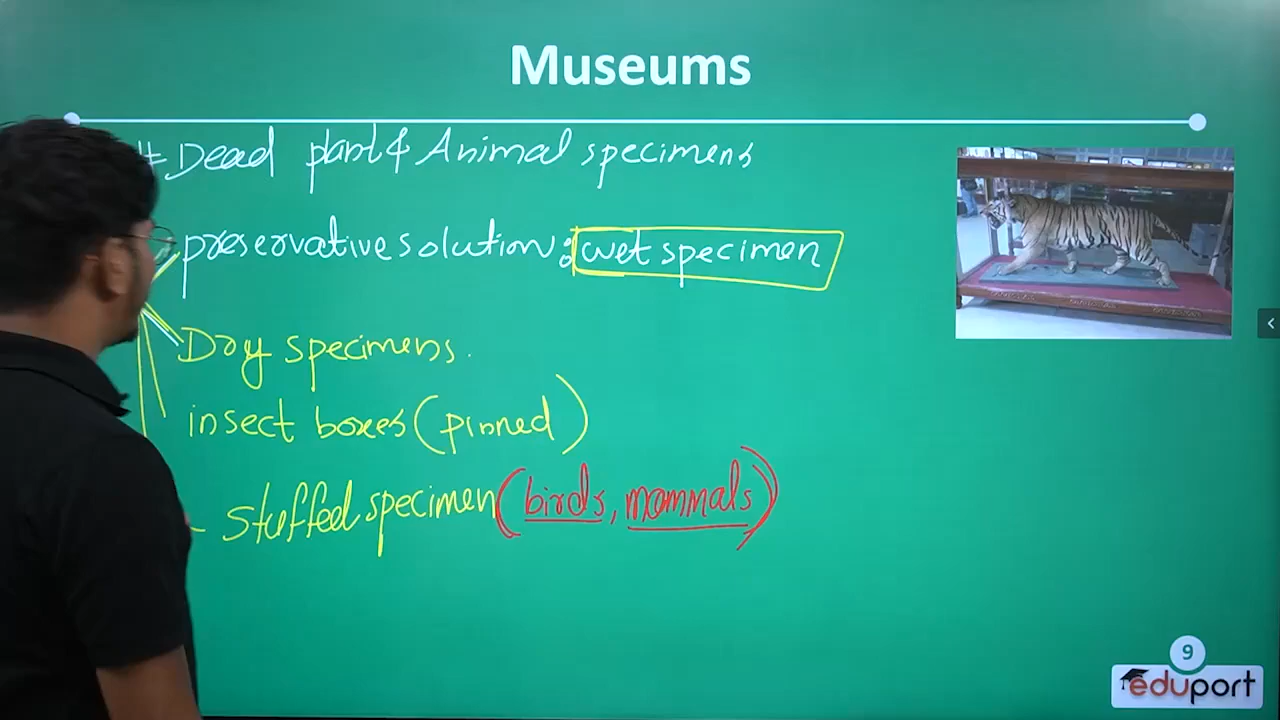 Museums
# Dead plant & Animal specimens
preservative solution : wet specimen
Dry specimens.
insect boxes (pinned)
- stuffed specimen (birds, mammals)
9
eduport